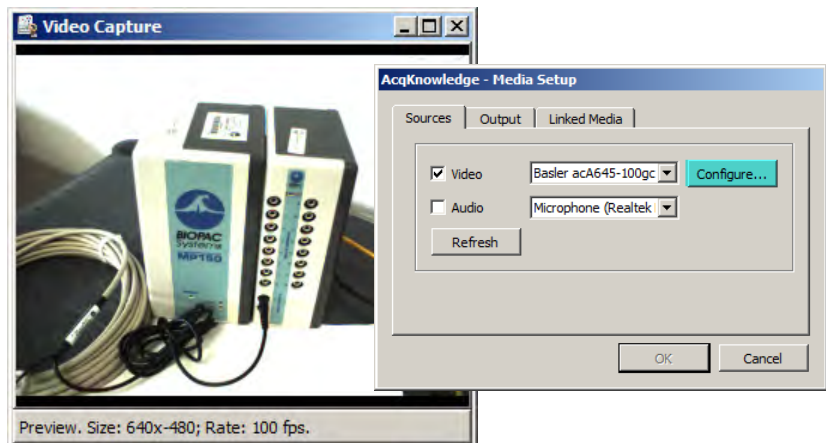 Video Capture
BIOPAC
Systems
MP150
Preview. Size: 640x-480; Rate: 100 fps.
AcqKnowledge - Media Setup
Sources
Output
Linked Media
Video
Basler acA645-100gc
Configure...
Audio
Microphone (Realtek
Refresh
OK
Cancel